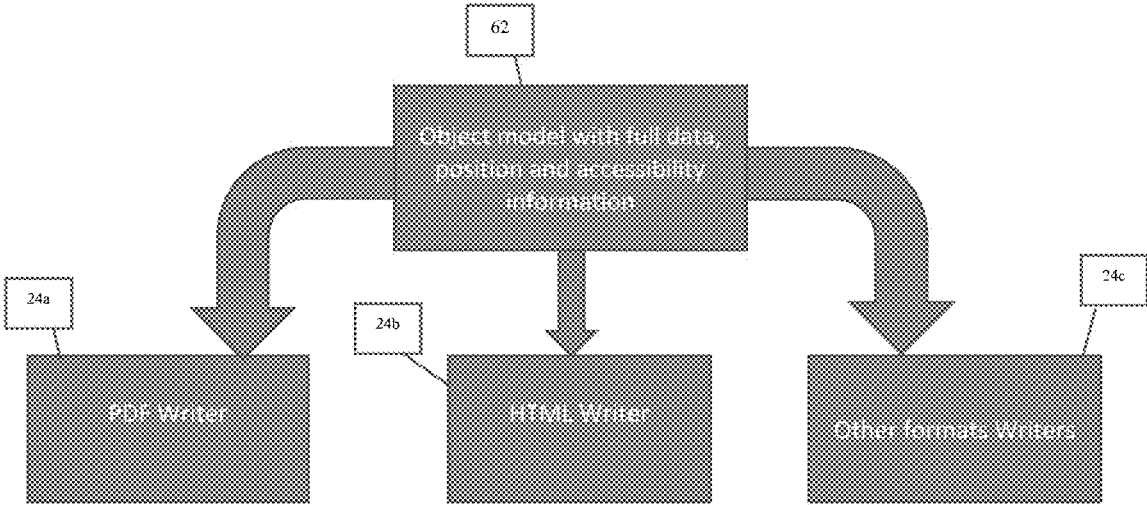 62
Object model with full data,
position and accessibility
information
24a
24b
24c
PDF Writer
HTML Writer
Other formats Writers